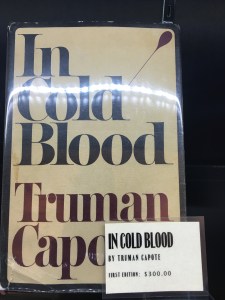 In
Cold
Blood
Truman
Capo
IN COLD BLOOD
BY TRUMAN CAPOTE
FIRST EDITION: $300.00